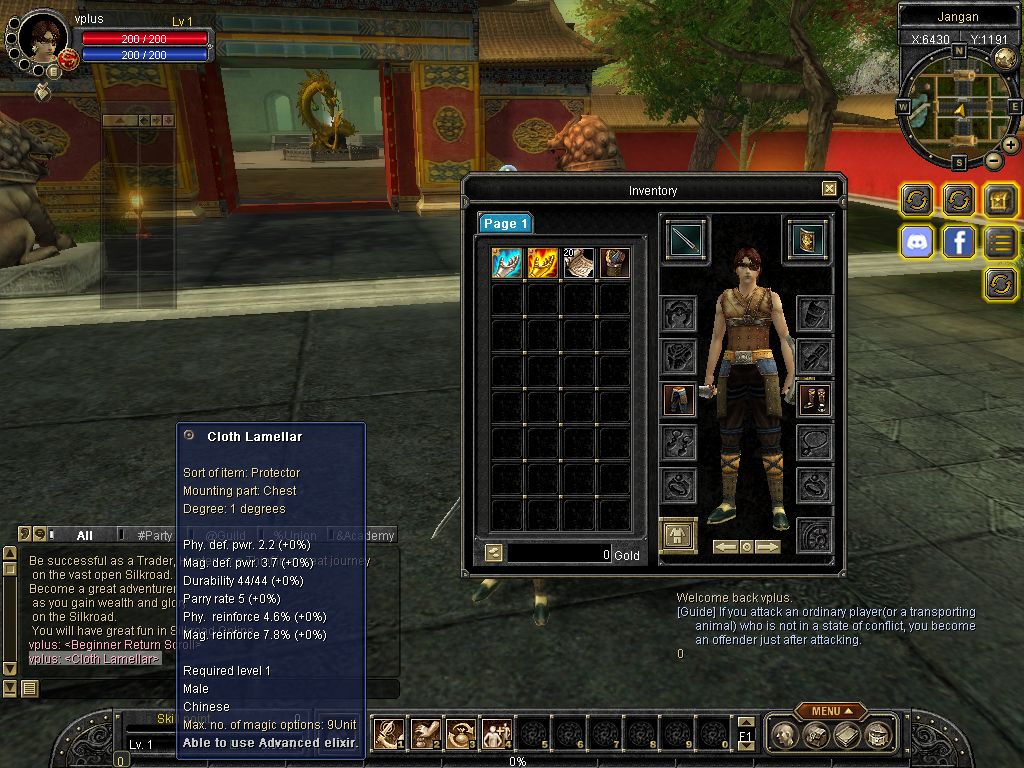 vplus
Lv 1
200 / 200
200 / 200
E
Jangan
X:6430
Y:1191
N
W
E
S
Inventory
Page 1
20
0 Gold
Cloth Lamellar
Sort of item: Protector
Mounting part: Chest
Degree: 1 degrees
Phy. def. pwr. 2.2 (+0%)
Mag. def. pwr. 3.7 (+0%)
Durability 44/44 (+0%)
Parry rate 5 (+0%)
Phy. reinforce 4.6% (+0%)
Mag. reinforce 7.8% (+0%)
Required level 1
Male
Chinese
Max. no. of magic options: 9Unit
Able to use Advanced elixir.
All
#Party
@Guild
&Academy
Be successful as a Trader,
journey
on the vast open Silkroad.
Become a great adventurer
as you gain wealth and
on the Silkroad.
You will have great fun in
vplus: <Beginner Return Scroll>
vplus: <Cloth Lamellar>
Welcome back vplus.
[Guide] If you attack an ordinary player(or a transporting
animal) who is not in a state of conflict, you become
an offender just after attacking.
0
Lv. 1
0
1 2 3 4 5 6 7 8 9 0
F1
MENU
0%